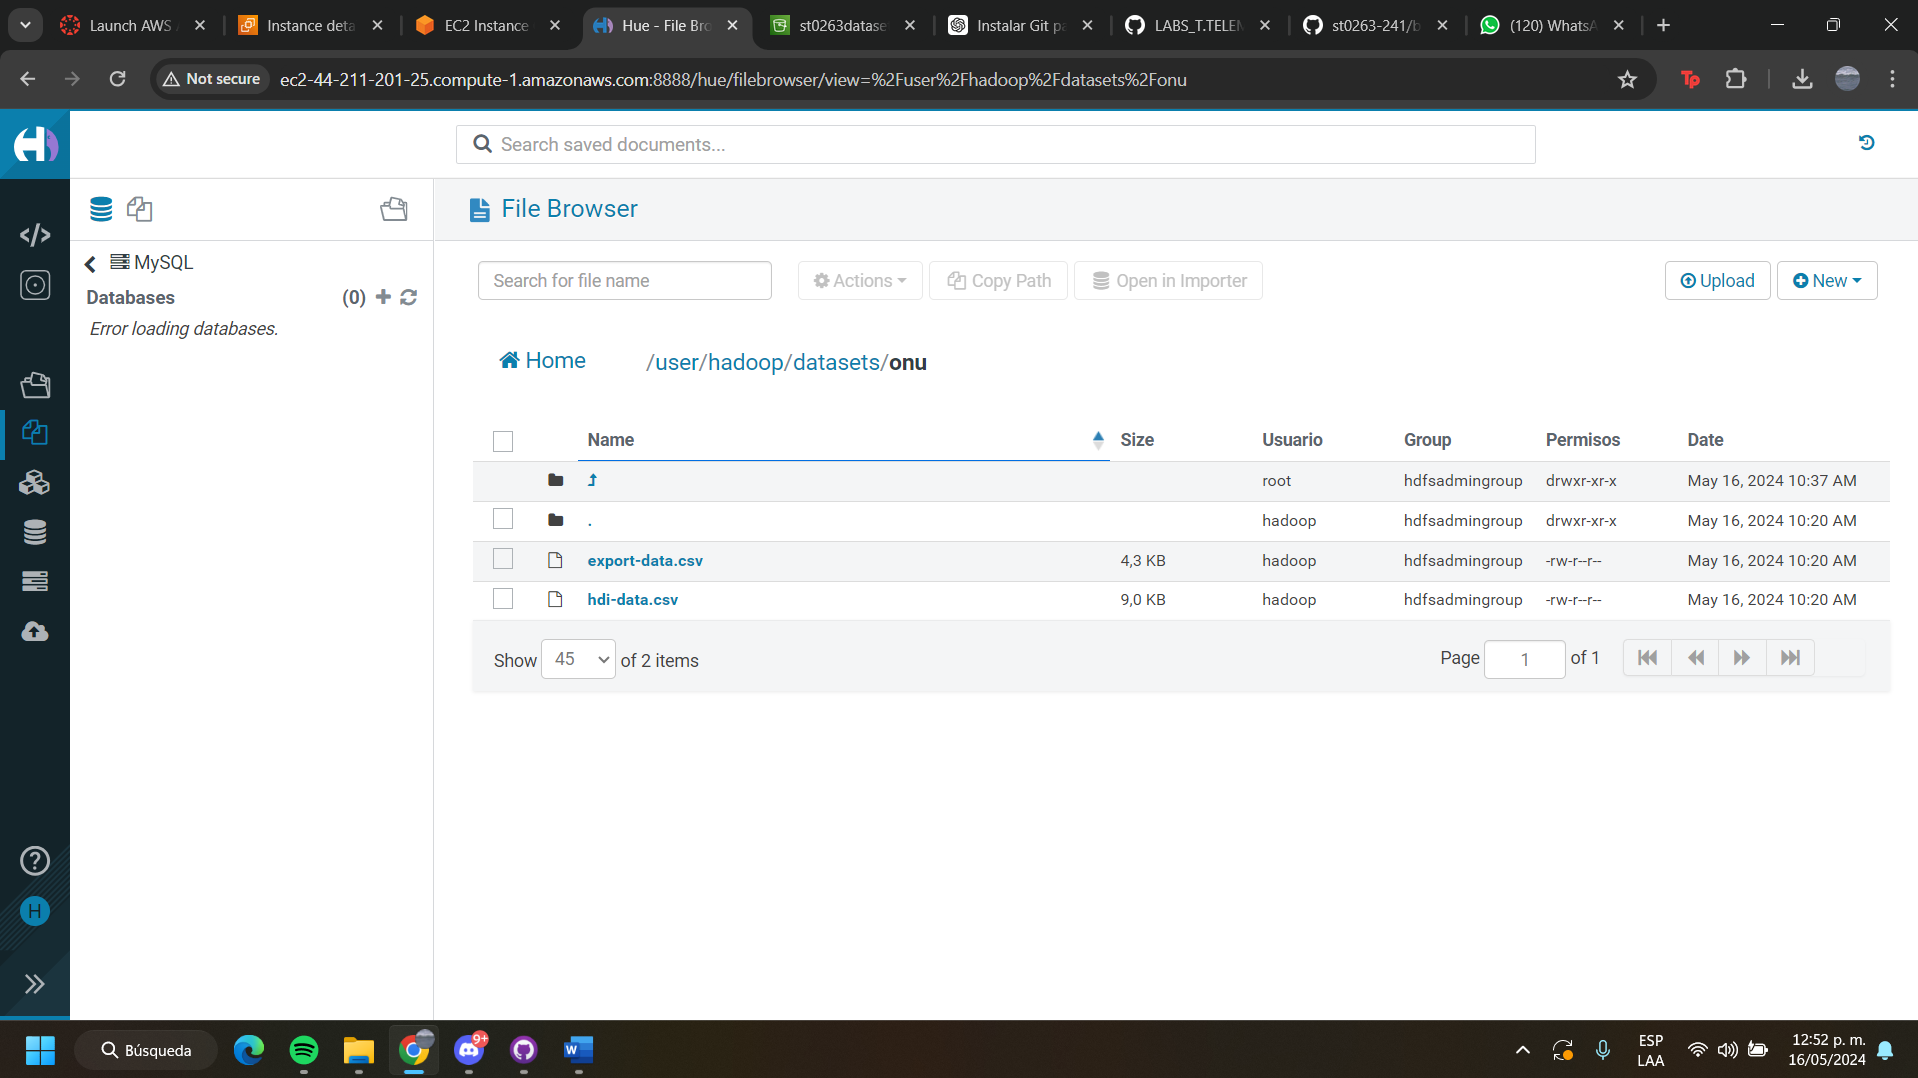 Launch AWS A
Instance deta
EC2 Instance
Hue - File Bro
st0263datase
Instalar Git pa
LABS_T.TELEM
st0263-241/b
(120) WhatsA
Not secure
ec2-44-211-201-25.compute-1.amazonaws.com:8888/hue/filebrowser/view=%2Fuser%2Fhadoop%2Fdatasets%2Fonu
Search saved documents...
File Browser
MySQL
Databases (0)
Error loading databases.
Search for file name
Actions
Copy Path
Open in Importer
Upload
New
Home
/user/hadoop/datasets/onu
Name Size Usuario Group Permisos Date
root hdfsadmingroup drwxr-xr-x May 16, 2024 10:37 AM
. hadoop hdfsadmingroup drwxr-xr-x May 16, 2024 10:20 AM
export-data.csv 4,3 KB hadoop hdfsadmingroup -rw-r--r-- May 16, 2024 10:20 AM
hdi-data.csv 9,0 KB hadoop hdfsadmingroup -rw-r--r-- May 16, 2024 10:20 AM
Show 45 of 2 items
Page 1 of 1
H
Búsqueda
9+
ESP
LAA
12:52 p. m.
16/05/2024